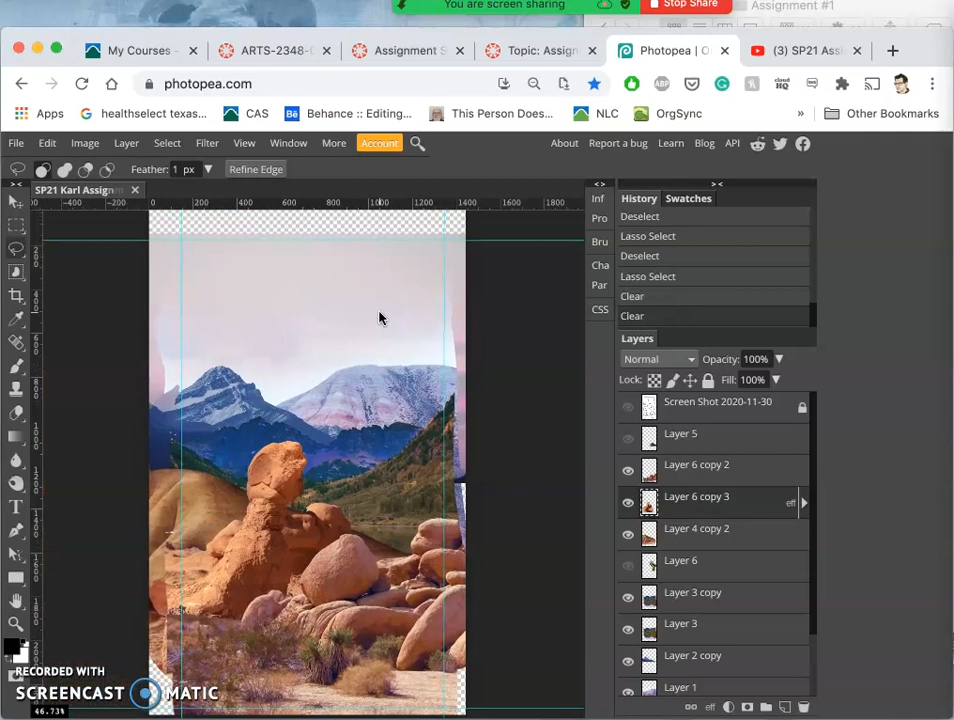 You are screen sharing
Stop Share
Assignment #1
My Courses -
ARTS-2348-
Assignment S
Topic: Assign
Photopea | O
(3) SP21 Assi
photopea.com
Apps
healthselect texas...
CAS
Behance :: Editing...
This Person Does...
NLC
OrgSync
»
Other Bookmarks
File Edit Image Layer Select Filter View Window More Account
About Report a bug Learn Blog API
Feather: 1 px
Refine Edge
SP21 Karl Assign
−400 −200 0 200 400 600 800 1000 1200 1400 1600 1800
Inf
Pro
Bru
Cha
Par
CSS
History Swatches
Deselect
Lasso Select
Deselect
Lasso Select
Clear
Clear
Layers
Normal
Opacity: 100%
Lock:
Fill: 100%
Screen Shot 2020-11-30
Layer 5
Layer 6 copy 2
Layer 6 copy 3
eff
Layer 4 copy 2
Layer 6
Layer 3 copy
Layer 3
Layer 2 copy
Layer 1
eff
RECORDED WITH
SCREENCAST MATIC
46.73%